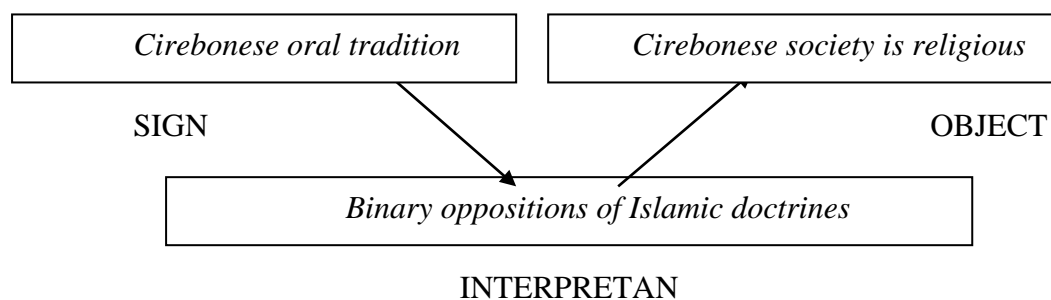 Cirebonese oral tradition
Cirebonese society is religious
SIGN
OBJECT
Binary oppositions of Islamic doctrines
INTERPRETAN